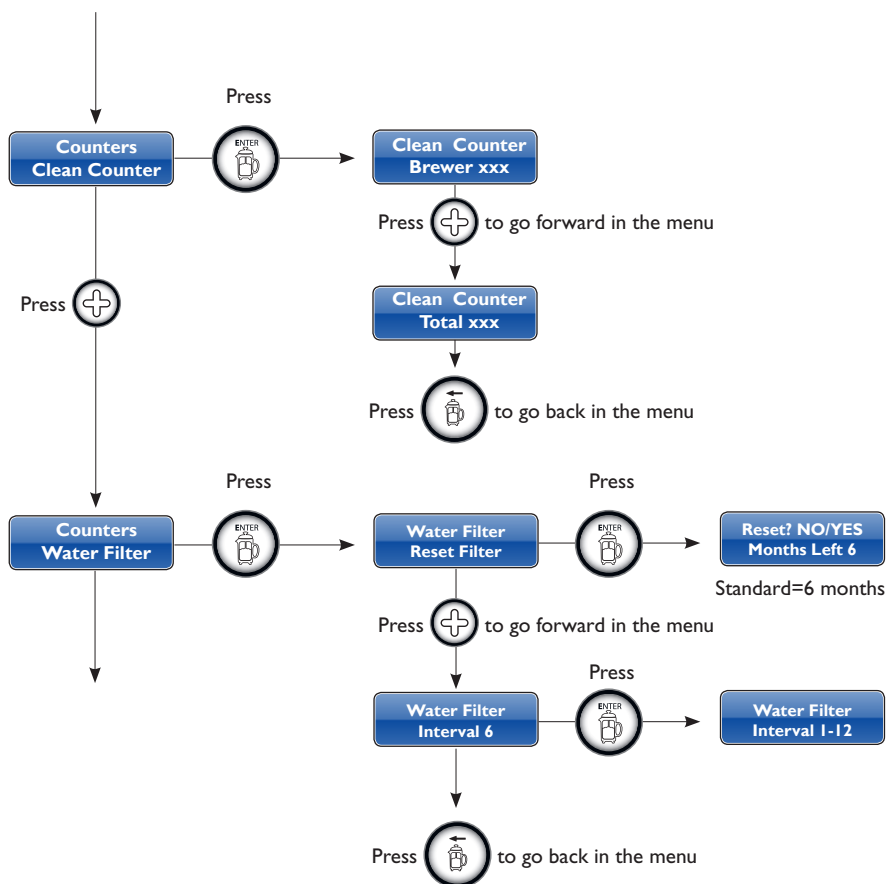 Press
ENTER
Counters
Clean Counter
Clean Counter
Brewer xxx
Press to go forward in the menu
Press
Clean Counter
Total xxx
Press to go back in the menu
Press
Press
ENTER
ENTER
Counters
Water Filter
Water Filter
Reset Filter
Reset? NO/YES
Months Left 6
Standard=6 months
Press to go forward in the menu
Press
ENTER
Water Filter
Interval 6
Water Filter
Interval 1-12
Press to go back in the menu